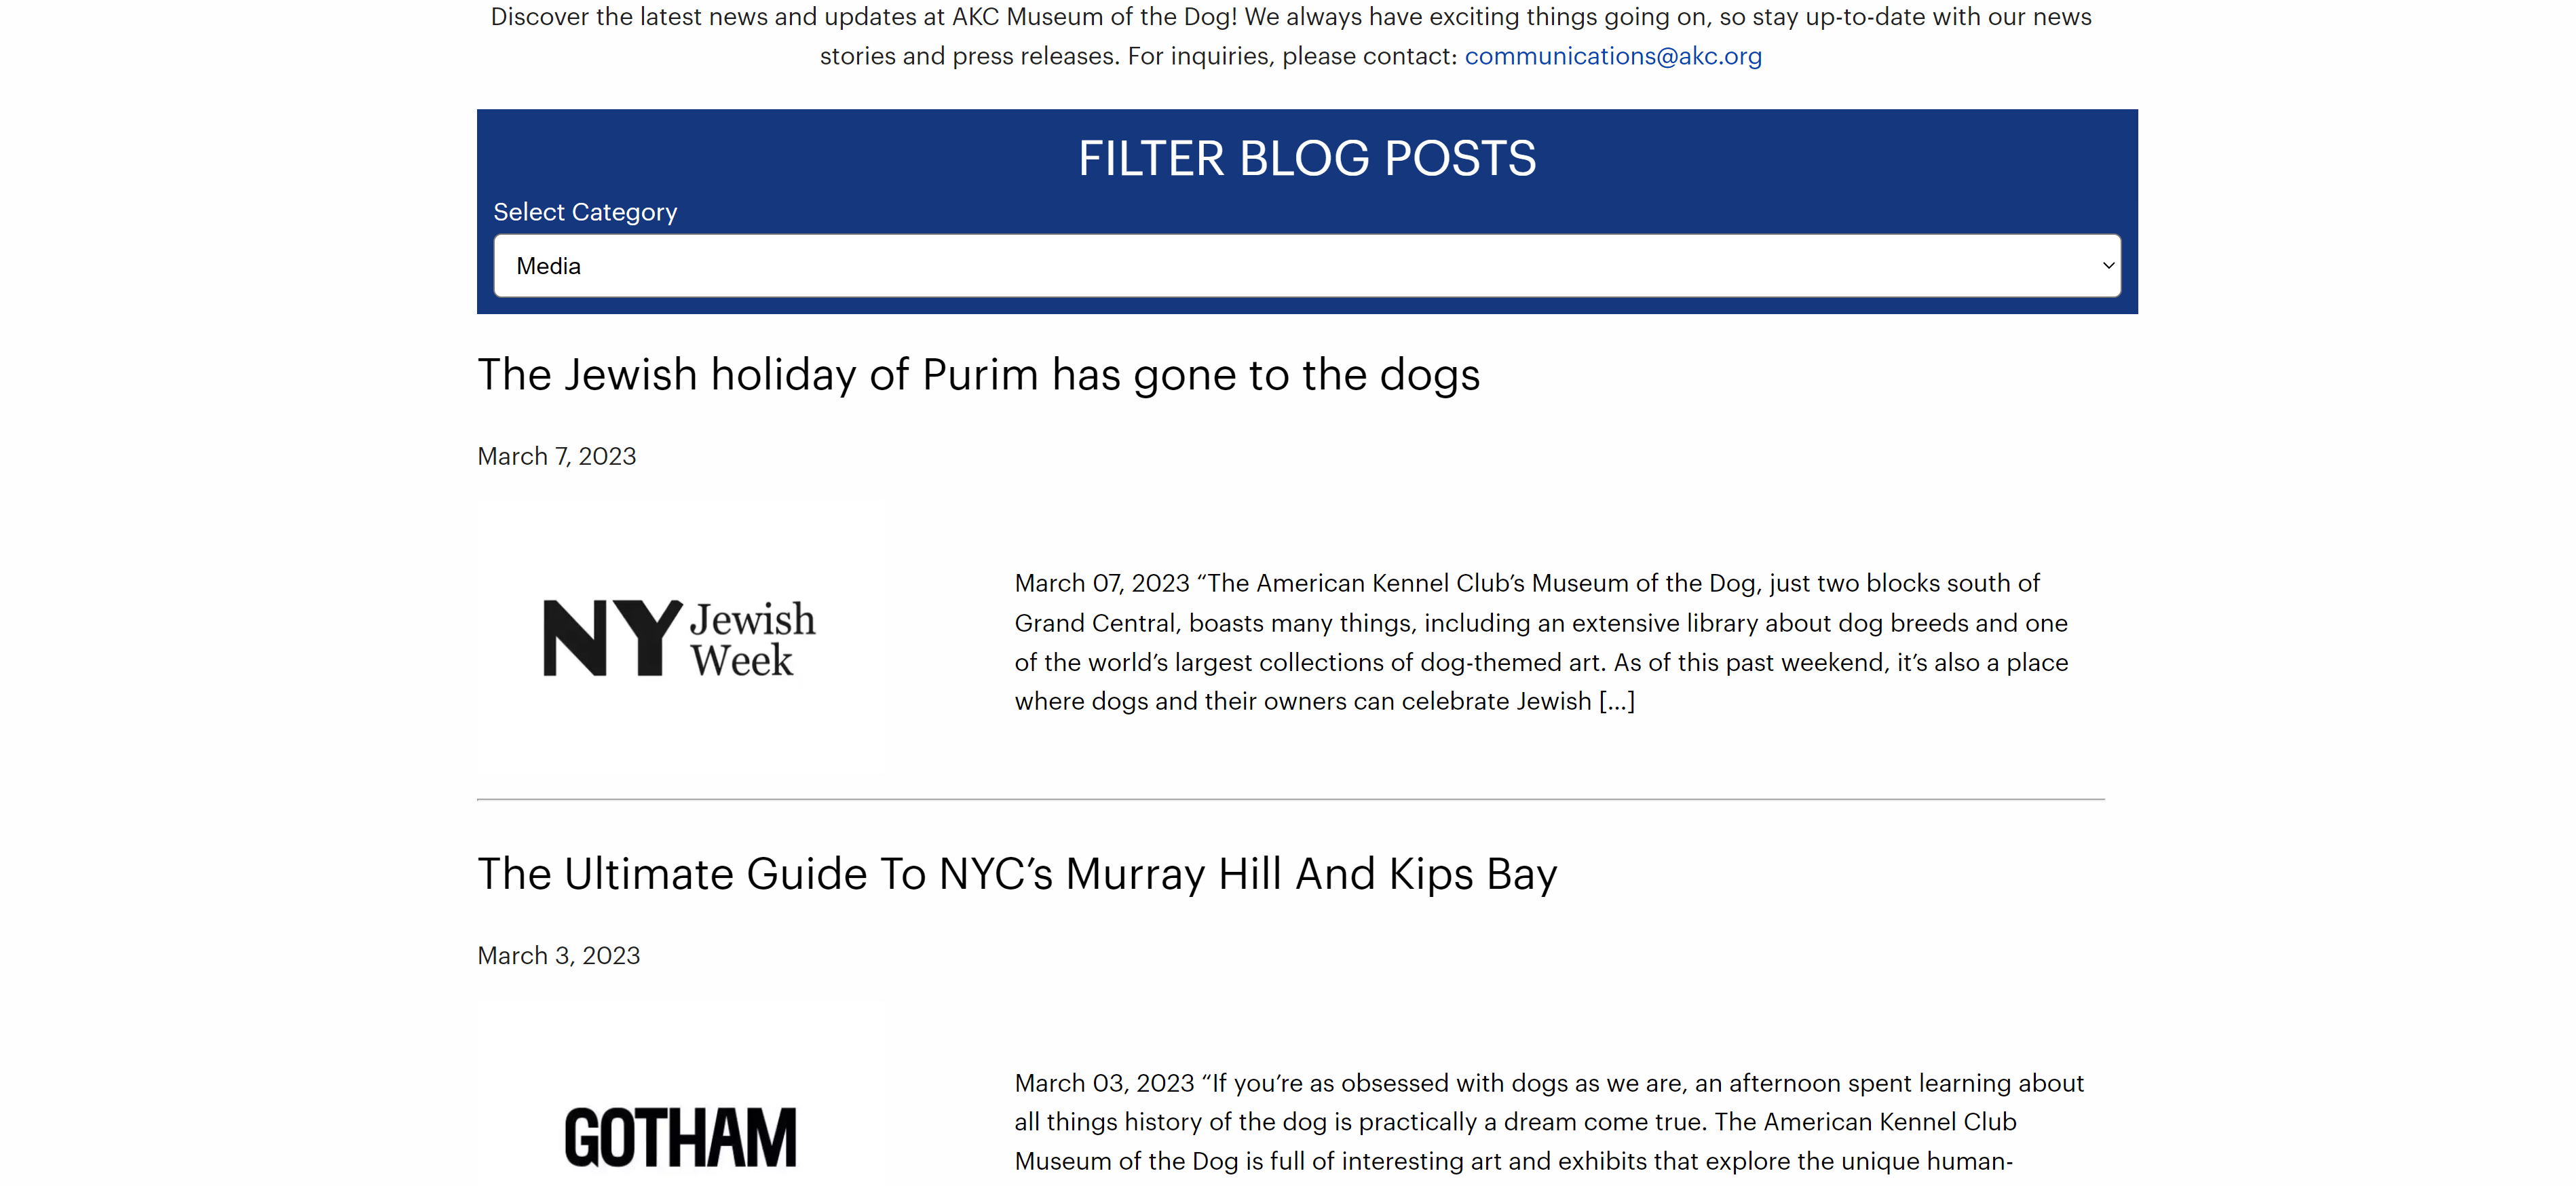 Discover the latest news and updates at AKC Museum of the Dog! We always have exciting things going on, so stay up-to-date with our news
stories and press releases. For inquiries, please contact: communications@akc.org
FILTER BLOG POSTS
Select Category
Media
The Jewish holiday of Purim has gone to the dogs
March 7, 2023
NY Jewish
Week
March 07, 2023 “The American Kennel Club’s Museum of the Dog, just two blocks south of
Grand Central, boasts many things, including an extensive library about dog breeds and one
of the world’s largest collections of dog-themed art. As of this past weekend, it’s also a place
where dogs and their owners can celebrate Jewish [...]
The Ultimate Guide To NYC’s Murray Hill And Kips Bay
March 3, 2023
GOTHAM
March 03, 2023 “If you’re as obsessed with dogs as we are, an afternoon spent learning about
all things history of the dog is practically a dream come true. The American Kennel Club
Museum of the Dog is full of interesting art and exhibits that explore the unique human-